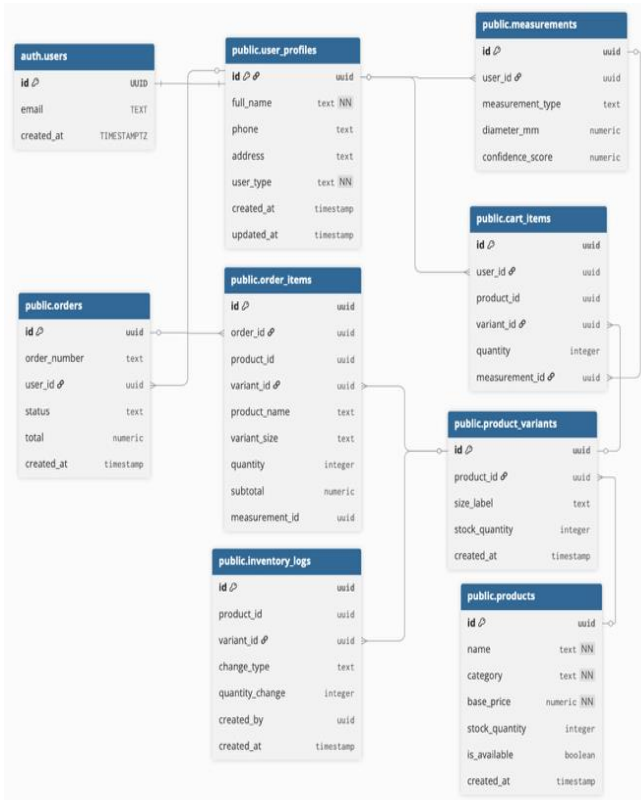 auth.users
id UUID
email TEXT
created_at TIMESTAMPTZ
public.user_profiles
id uuid
full_name text NN
phone text
address text
user_type text NN
created_at timestamp
updated_at timestamp
public.measurements
id uuid
user_id uuid
measurement_type text
diameter_mm numeric
confidence_score numeric
public.cart_items
id uuid
user_id uuid
product_id uuid
variant_id uuid
quantity integer
measurement_id uuid
public.orders
id uuid
order_number text
user_id uuid
status text
total numeric
created_at timestamp
public.order_items
id uuid
order_id uuid
product_id uuid
variant_id uuid
product_name text
variant_size text
quantity integer
subtotal numeric
measurement_id uuid
public.product_variants
id uuid
product_id uuid
size_label text
stock_quantity integer
created_at timestamp
public.inventory_logs
id uuid
product_id uuid
variant_id uuid
change_type text
quantity_change integer
created_by uuid
created_at timestamp
public.products
id uuid
name text NN
category text NN
base_price numeric NN
stock_quantity integer
is_available boolean
created_at timestamp